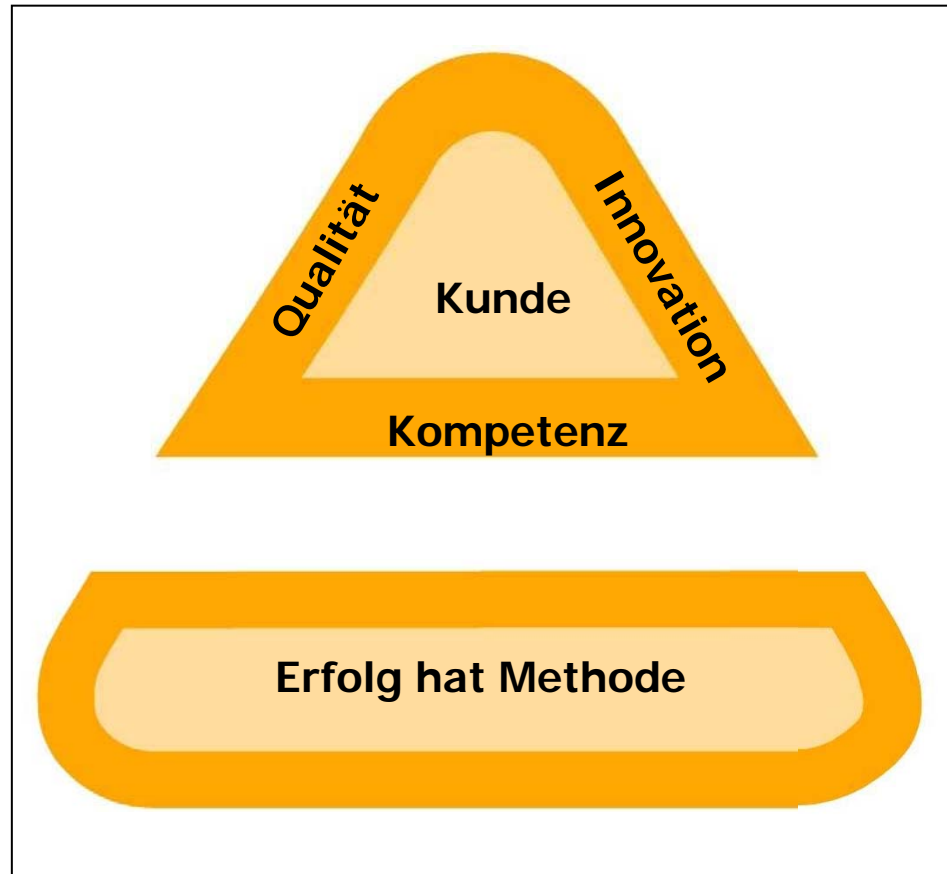 Qualität
Innovation
Kunde
Kompetenz
Erfolg hat Methode